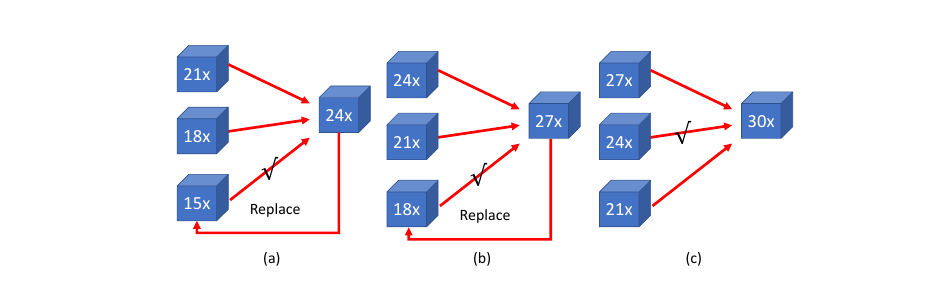 21x
18x
15x
24x
√
Replace
(a)
24x
21x
18x
27x
√
Replace
(b)
27x
24x
21x
30x
√
(c)